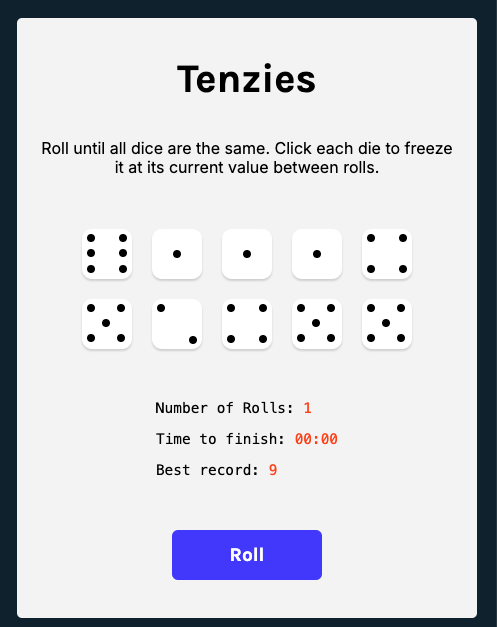 Tenzies
Roll until all dice are the same. Click each die to freeze
it at its current value between rolls.
Number of Rolls: 1
Time to finish: 00:00
Best record: 9
Roll